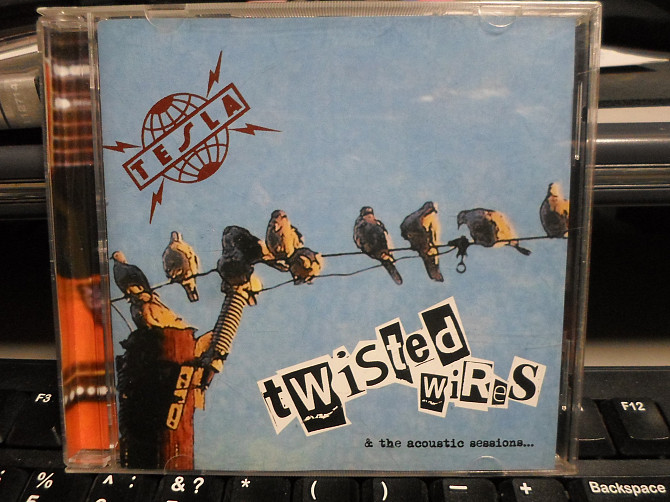 TESLA
twisted
wiReS
& the acoustic sessions...
F3
F12
% ^ : &? * ( ) — + Backspace